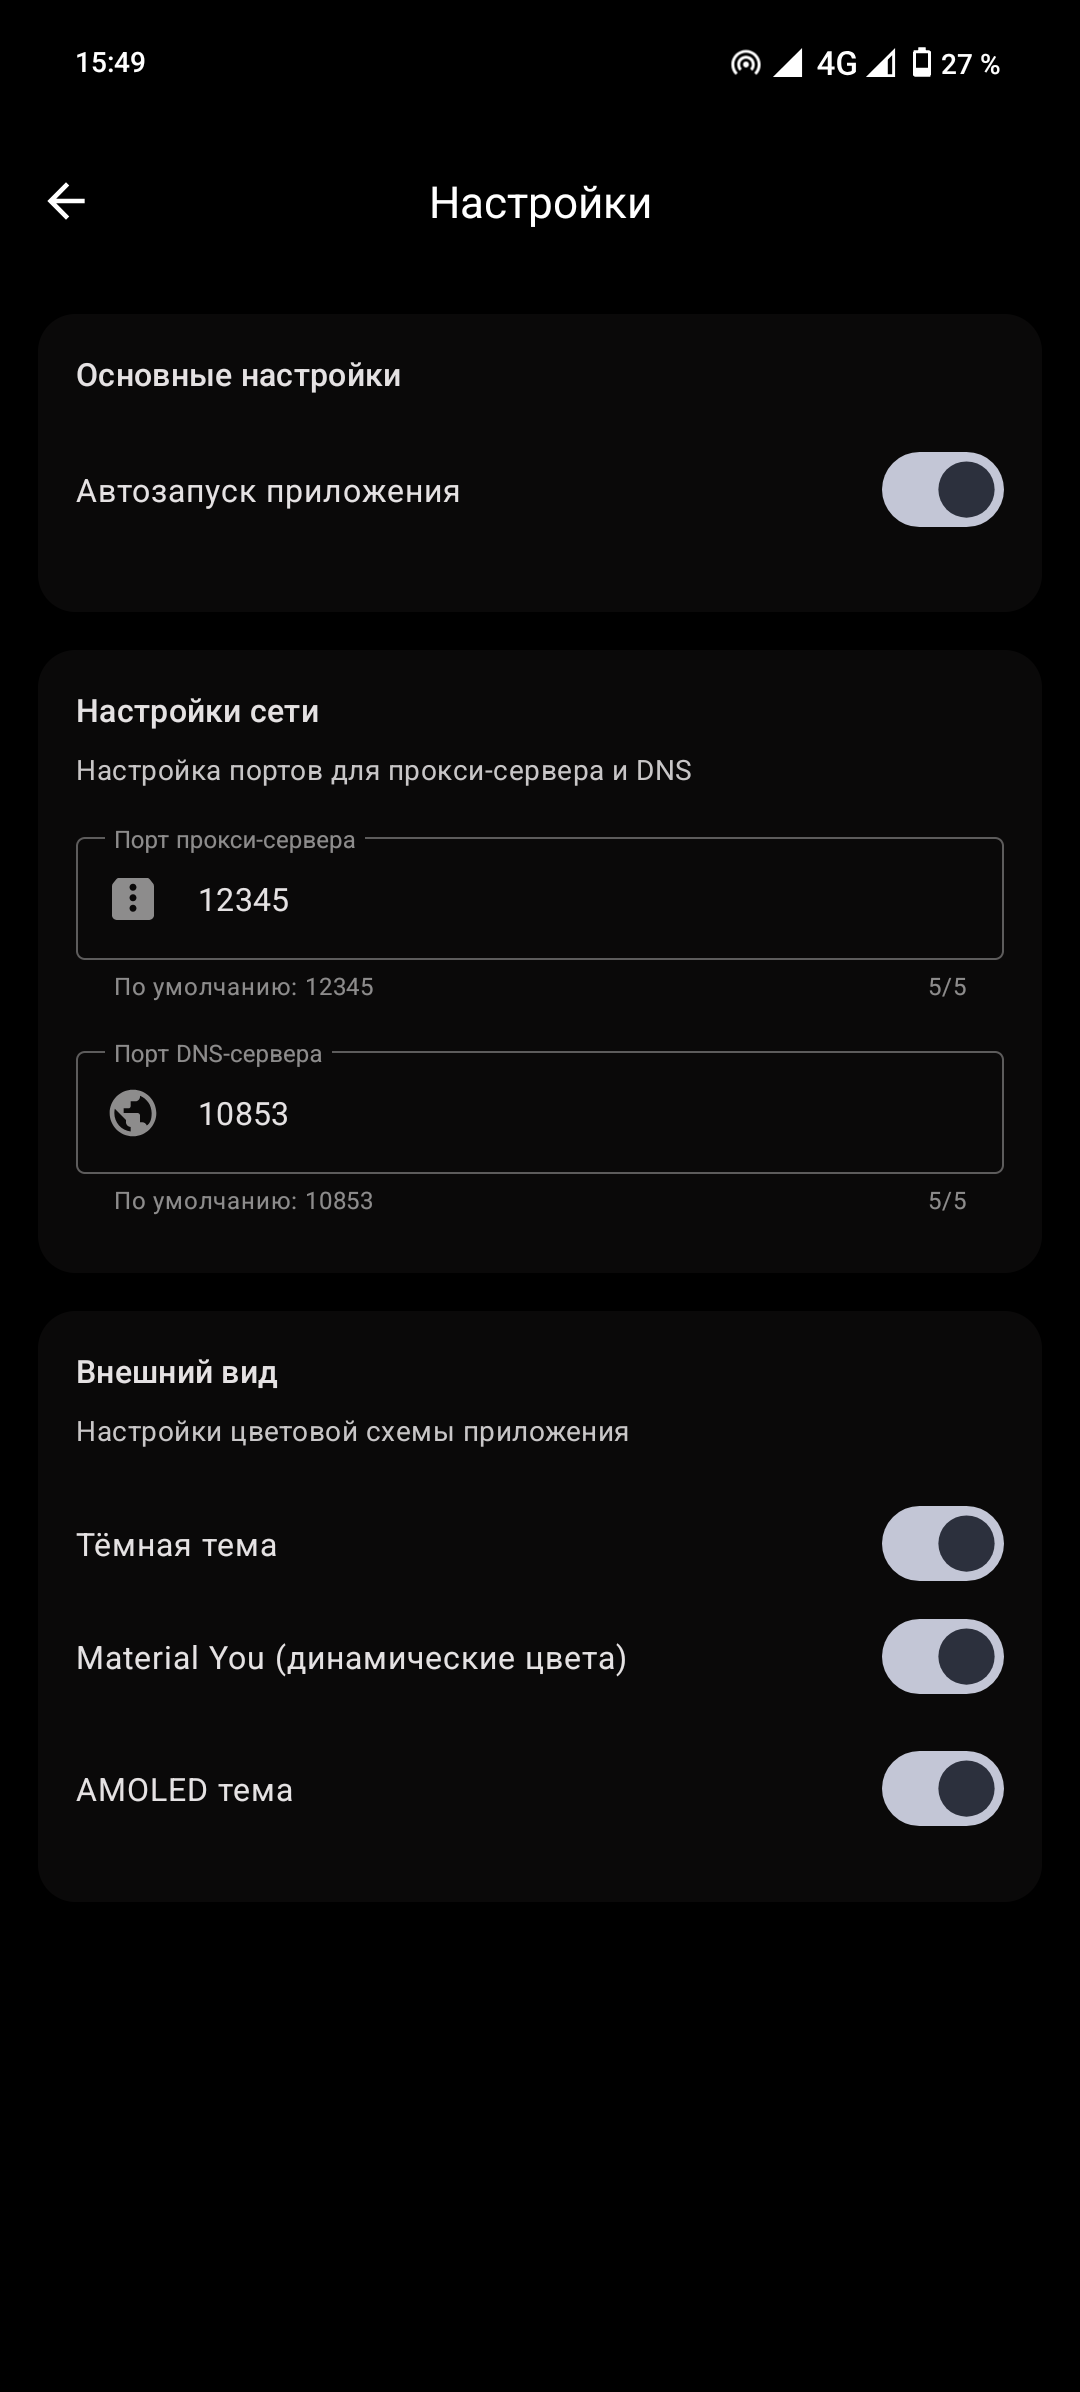 15:49
4G
27 %
Настройки
Основные настройки
Автозапуск приложения
Настройки сети
Настройка портов для прокси-сервера и DNS
Порт прокси-сервера
12345
По умолчанию: 12345
5/5
Порт DNS-сервера
10853
По умолчанию: 10853
5/5
Внешний вид
Настройки цветовой схемы приложения
Тёмная тема
Material You (динамические цвета)
AMOLED тема